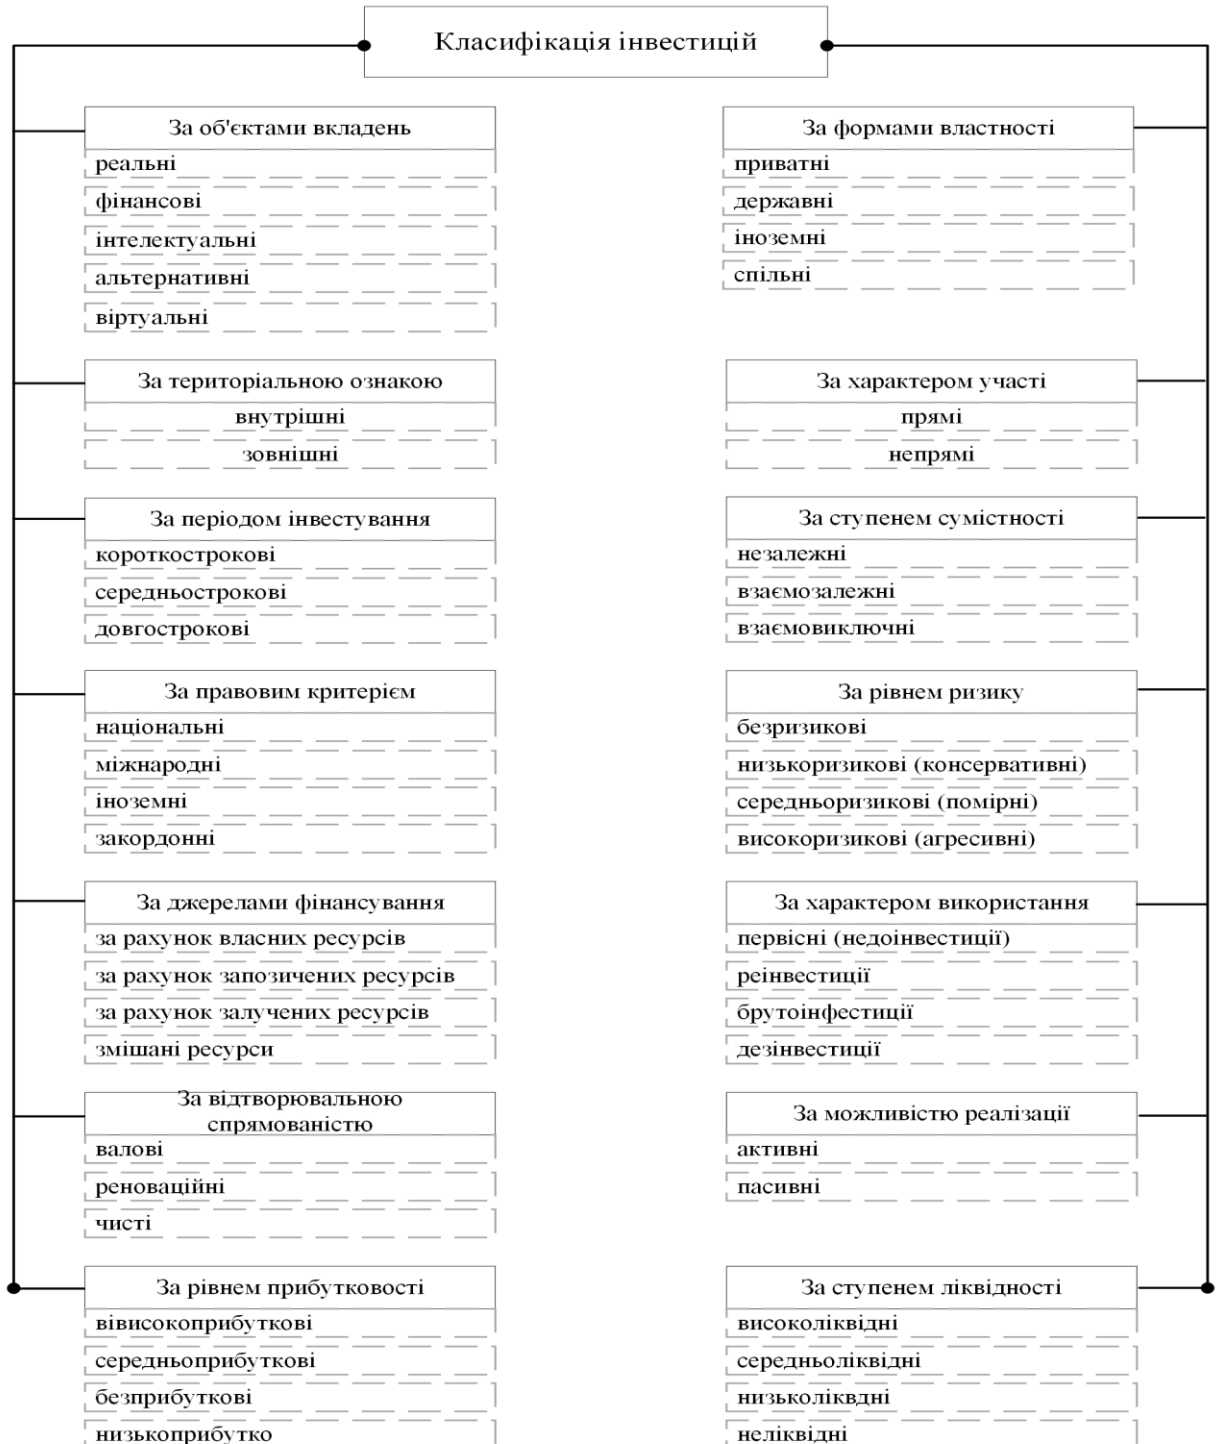 Класифікація інвестицій
За об'єктами вкладень
реальні
фінансові
інтелектуальні
альтернативні
віртуальні
За територіальною ознакою
внутрішні
зовнішні
За періодом інвестування
короткострокові
середньострокові
довгострокові
За правовим критерієм
національні
міжнародні
іноземні
закордонні
За джерелами фінансування
за рахунок власних ресурсів
за рахунок запозичених ресурсів
за рахунок залучених ресурсів
змішані ресурси
За відтворювальною
спрямованістю
валові
реноваційні
чисті
За рівнем прибутковості
вівисокоприбуткові
середньоприбуткові
безприбуткові
низькоприбутко
За формами властності
приватні
державні
іноземні
спільні
За характером участі
прямі
непрямі
За ступенем сумістності
незалежні
взаємозалежні
взаємовиключні
За рівнем ризику
безризикові
низькоризикові (консервативні)
середньоризикові (помірні)
високоризикові (агресивні)
За характером використання
первісні (недоінвестиції)
реінвестиції
брутоінфестиції
дезінвестиції
За можливістю реалізації
активні
пасивні
За ступенем ліквідності
високоліквідні
середньоліквідні
низьколіквдні
неліквідні